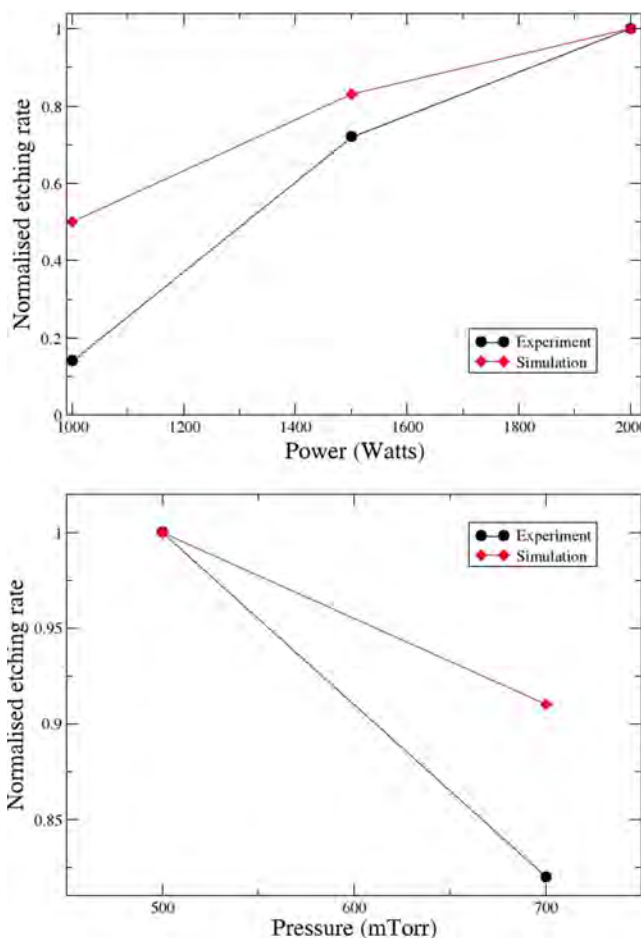 1
0.8
0.6
0.4
0.2
0
Normalised etching rate
Experiment
Simulation
1000 1200 1400 1600 1800 2000
Power (Watts)
1
0.95
0.9
0.85
Normalised etching rate
Experiment
Simulation
500 600 700
Pressure (mTorr)